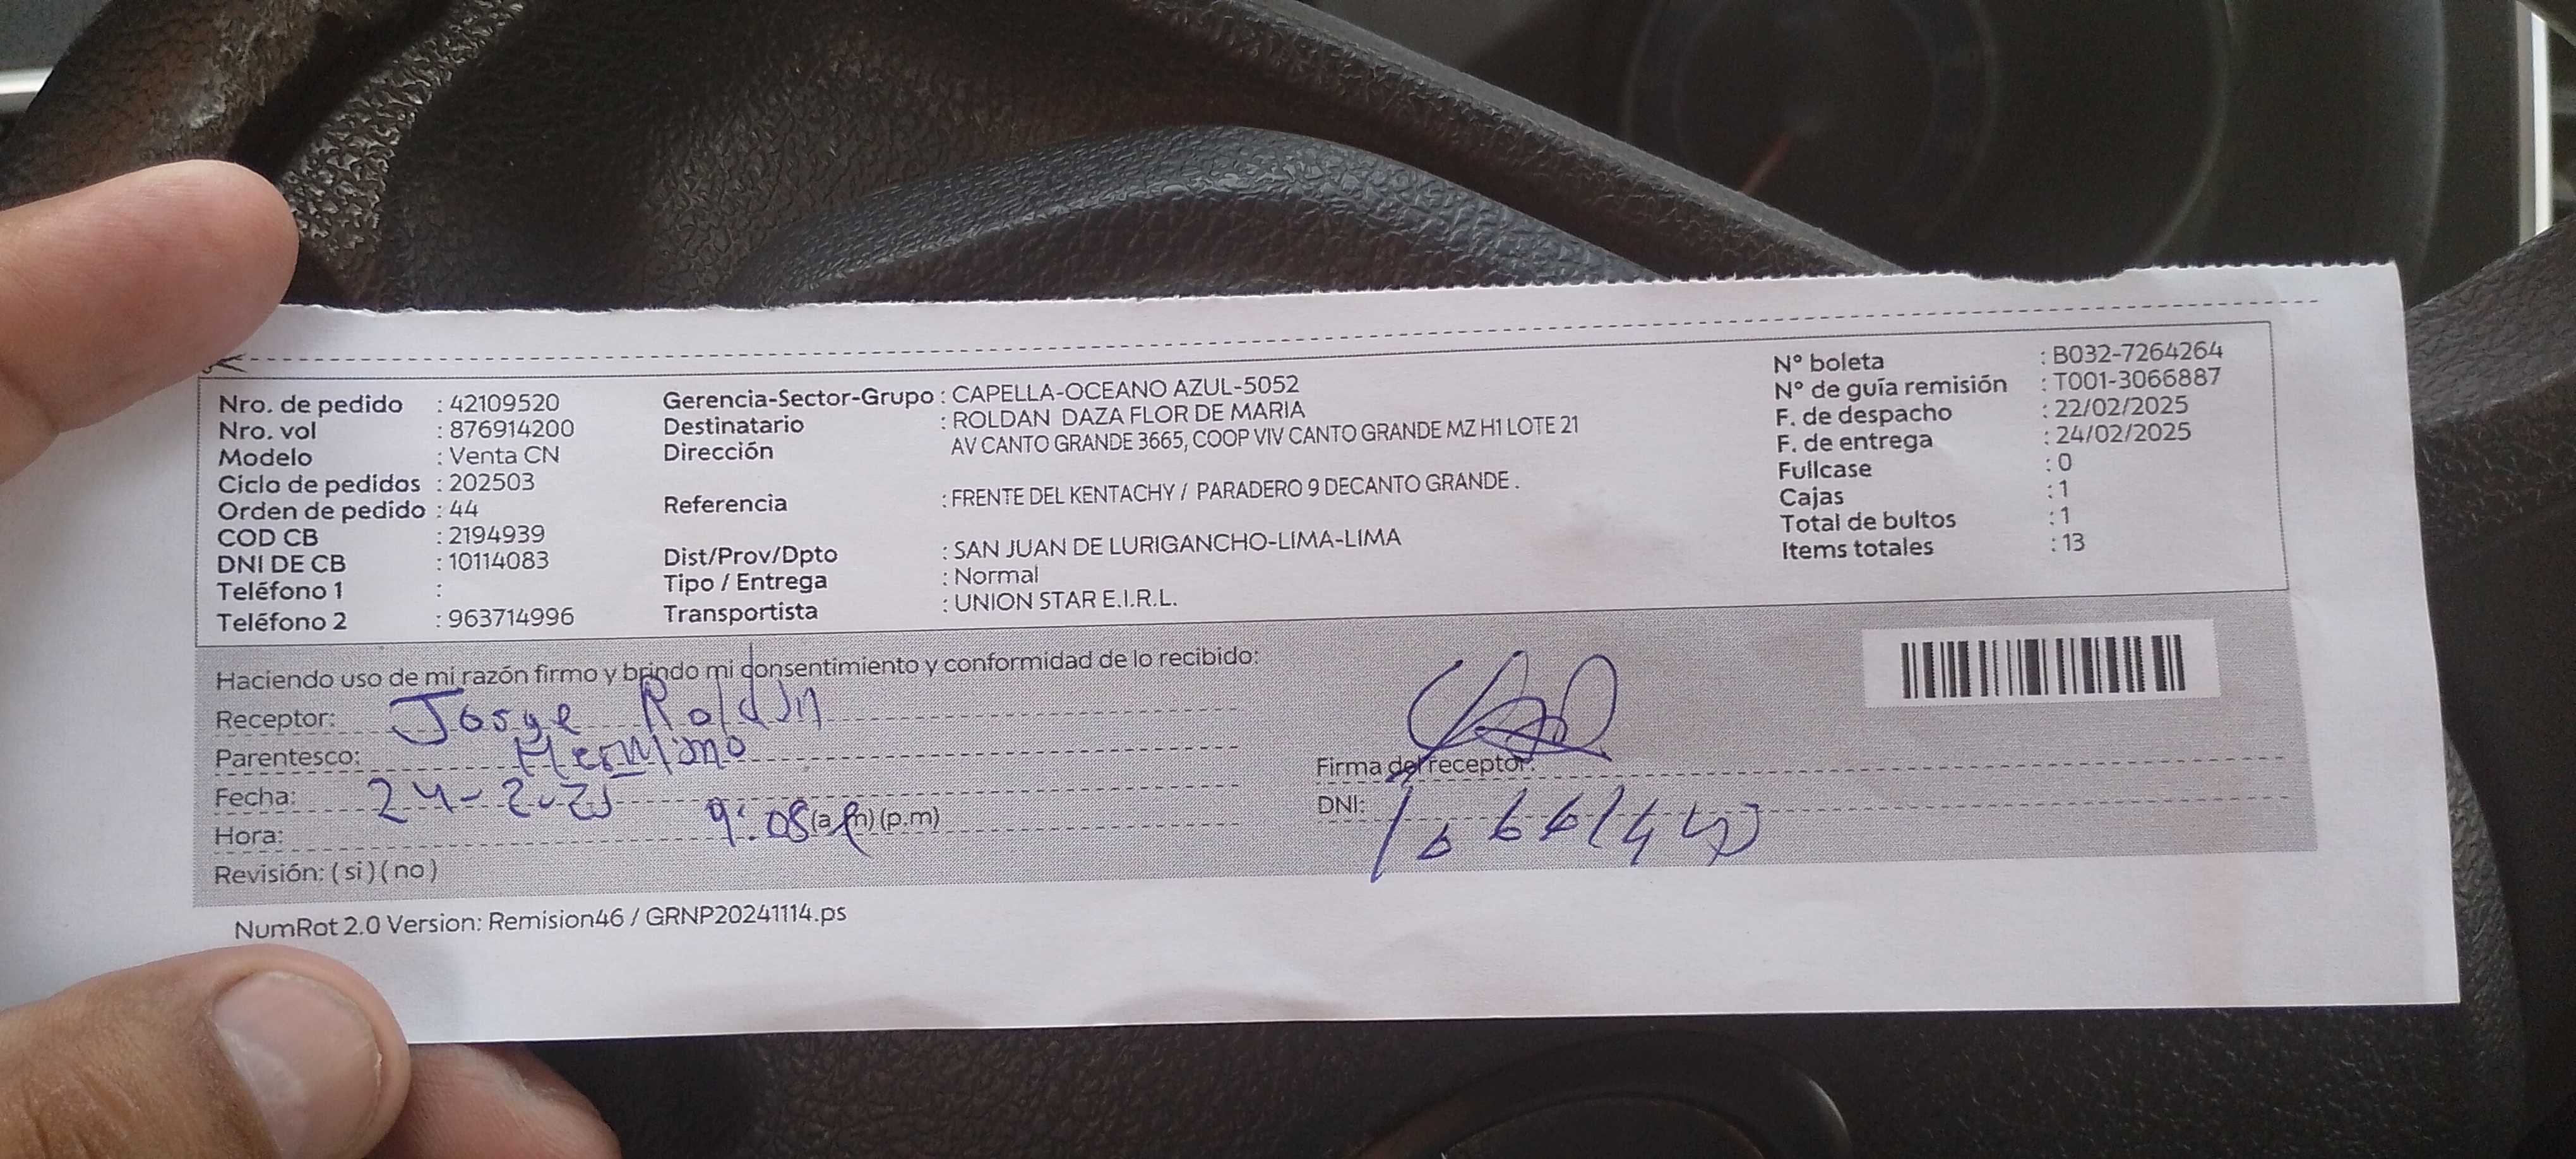 Nro. de pedido : 42109520
Nro. vol : 876914200
Modelo : Venta CN
Ciclo de pedidos : 202503
Orden de pedido : 44
COD CB : 2194939
DNI DE CB : 10114083
Teléfono 1 :
Teléfono 2 : 963714996
Gerencia-Sector-Grupo : CAPELLA-OCEANO AZUL-5052
Destinatario : ROLDAN DAZA FLOR DE MARIA
Dirección AV CANTO GRANDE 3665, COOP VIV CANTO GRANDE MZ H1 LOTE 21
Referencia : FRENTE DEL KENTACHY / PARADERO 9 DECANTO GRANDE .
Dist/Prov/Dpto : SAN JUAN DE LURIGANCHO-LIMA-LIMA
Tipo / Entrega : Normal
Transportista : UNION STAR E.I.R.L.
N° boleta : B032-7264264
N° de guía remisión : T001-3066887
F. de despacho : 22/02/2025
F. de entrega : 24/02/2025
Fullcase : 0
Cajas : 1
Total de bultos : 1
Items totales : 13
Haciendo uso de mi razón firmo y brindo mi consentimiento y conformidad de lo recibido:
Receptor: Jorge Roldan
Parentesco: Hermano
Fecha: 24-2-25
Hora: 9:08 (a.m) (p.m)
Revisión: ( si ) ( no )
Firma del receptor:
DNI:
NumRot 2.0 Version: Remision46 / GRNP20241114.ps